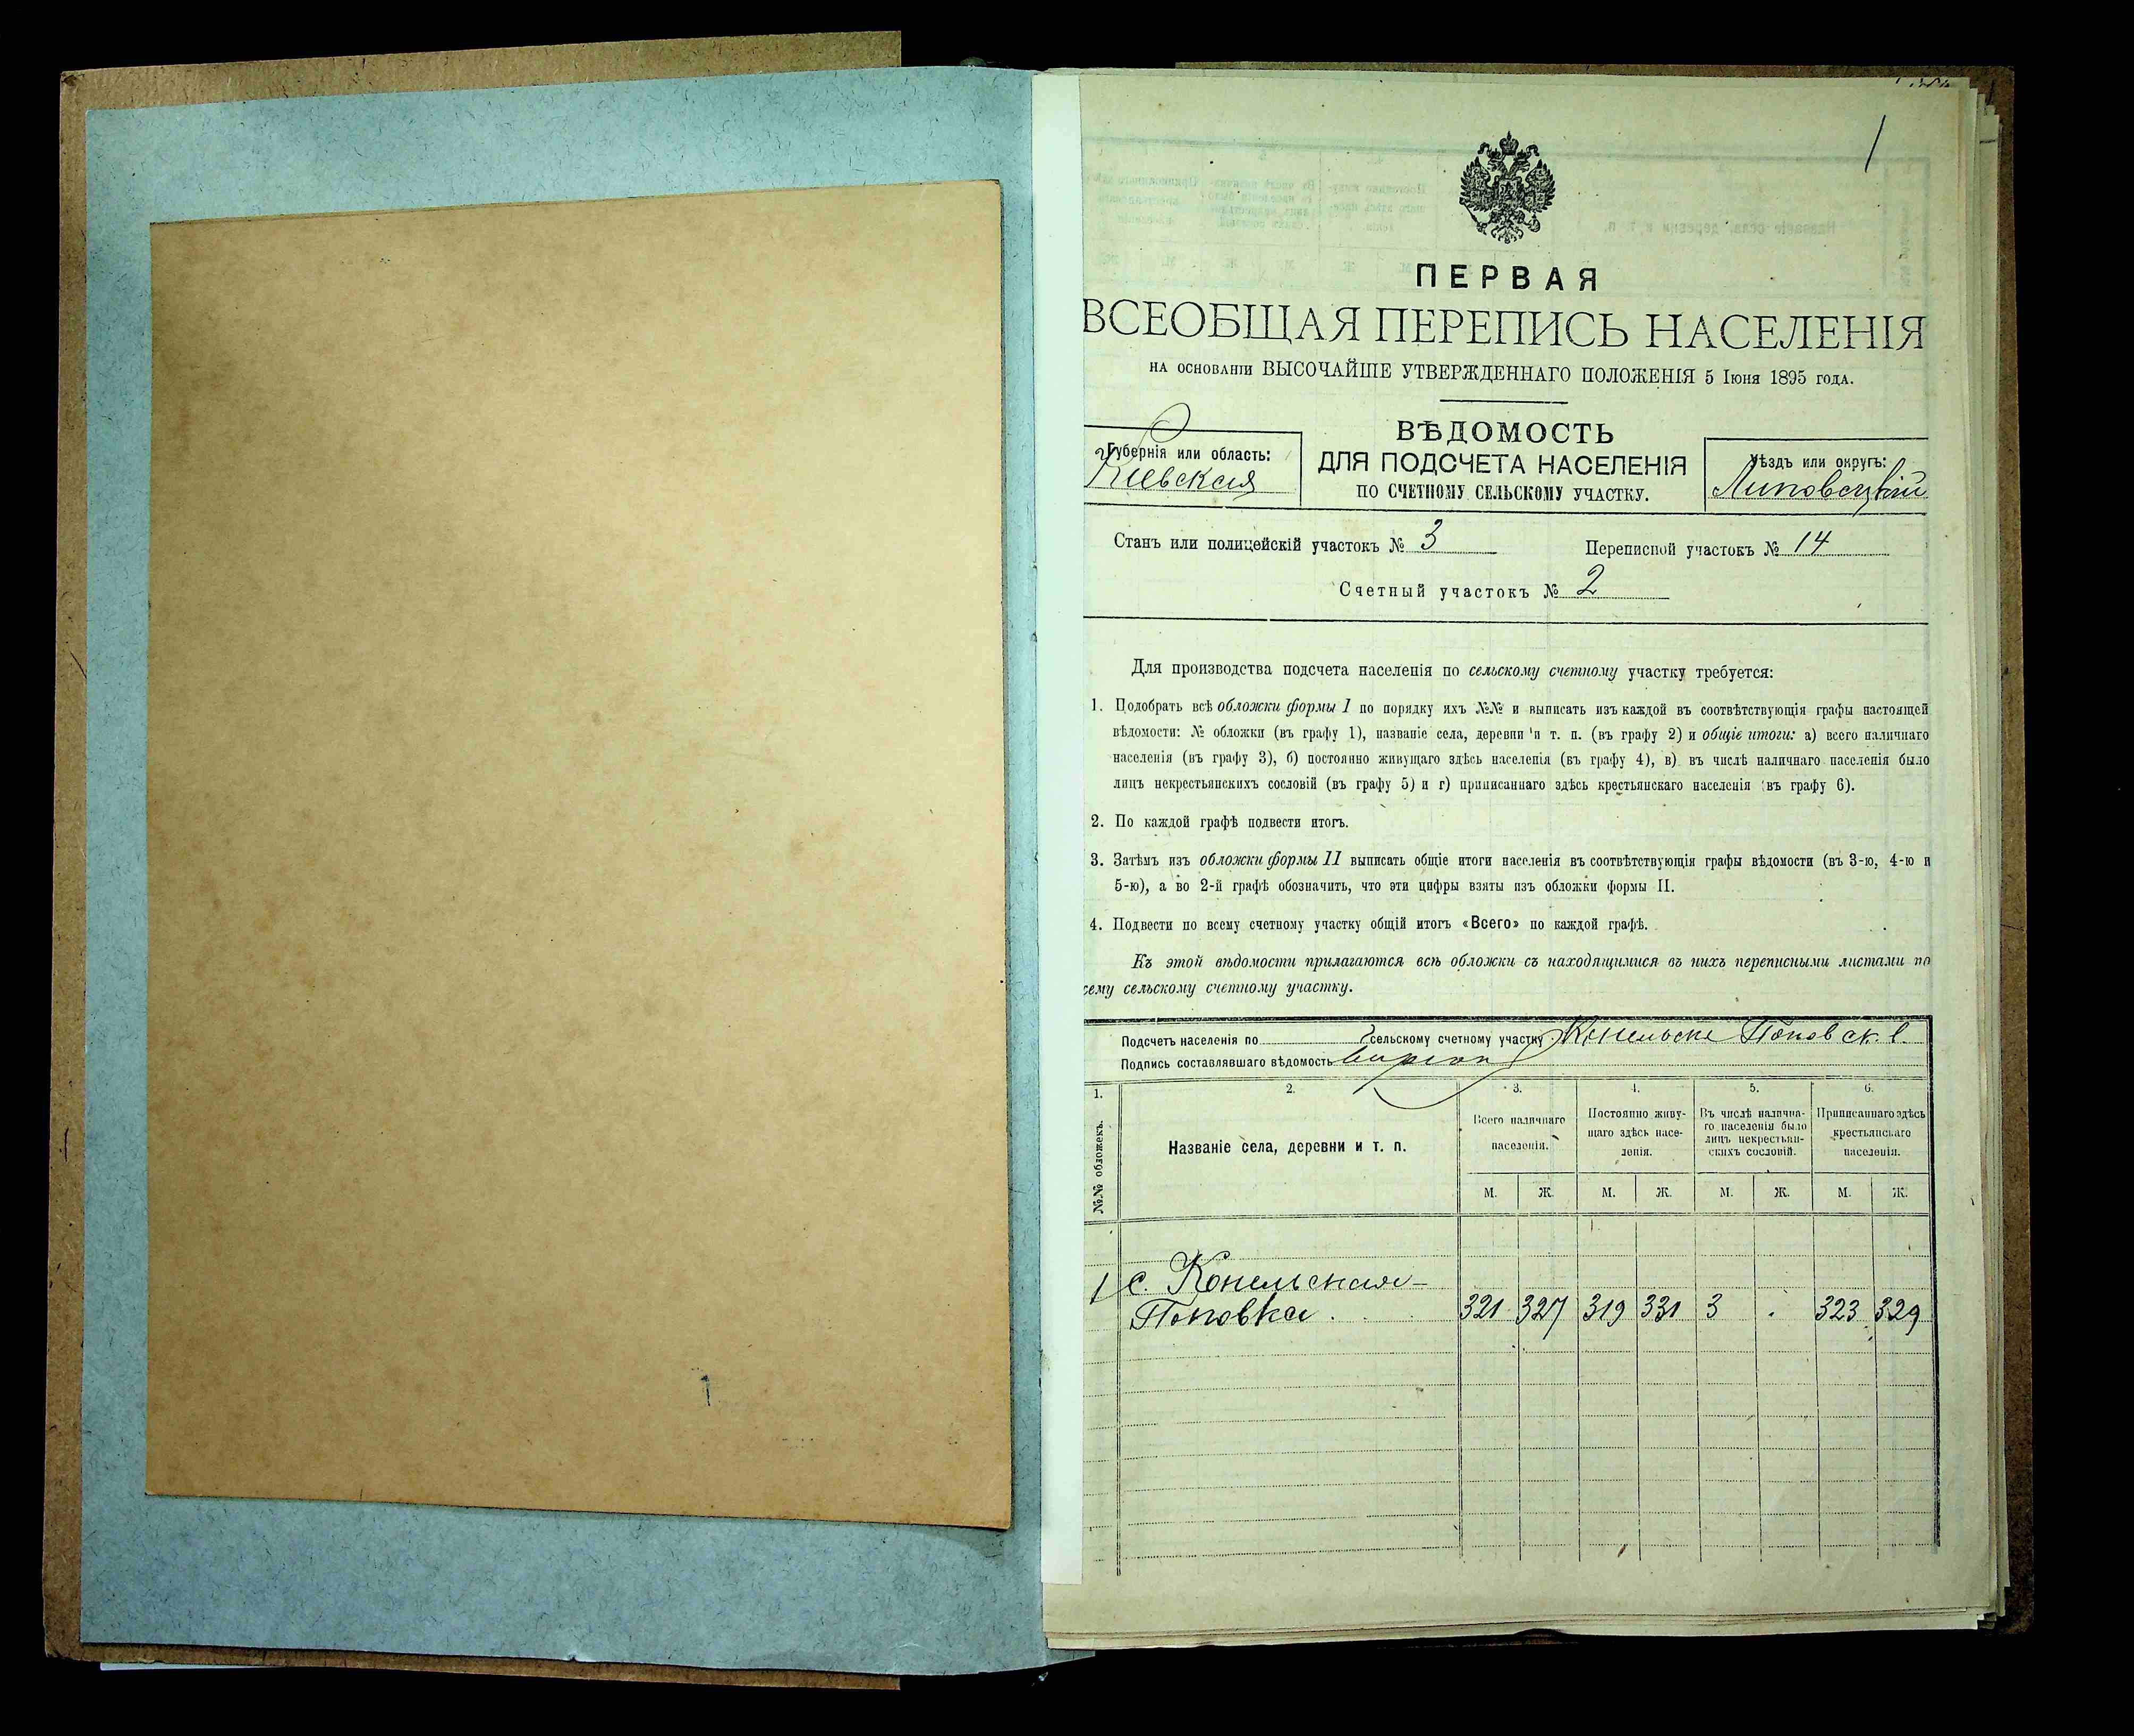 1
1
ПЕРВАЯ
ВСЕОБЩАЯ ПЕРЕПИСЬ НАСЕЛЕНІЯ
НА ОСНОВАНІИ ВЫСОЧАЙШЕ УТВЕРЖДЕННАГО ПОЛОЖЕНІЯ 5 Іюня 1895 ГОДА.
Губернія или область:
Кіевская
ВѢДОМОСТЬ
ДЛЯ ПОДСЧЕТА НАСЕЛЕНІЯ
ПО СЧЕТНОМУ СЕЛЬСКОМУ УЧАСТКУ.
Уѣздъ или округъ:
Липовецкій
Станъ или полицейскій участокъ № 3
Переписной участокъ № 14
Счетный участокъ № 2
Для производства подсчета населенія по сельскому счетному участку требуется:
1. Подобрать всѣ обложки формы I по порядку ихъ №№ и выписать изъ каждой въ соотвѣтствующія графы настоящей
вѣдомости: № обложки (въ графу 1), названіе села, деревни и т. п. (въ графу 2) и общіе итоги: а) всего наличнаго
населенія (въ графу 3), б) постоянно живущаго здѣсь населенія (въ графу 4), в) въ числѣ наличнаго населенія было
лицъ некрестьянскихъ сословій (въ графу 5) и г) приписаннаго здѣсь крестьянскаго населенія (въ графу 6).
2. По каждой графѣ подвести итогъ.
3. Затѣмъ изъ обложки формы II выписать общіе итоги населенія въ соотвѣтствующія графы вѣдомости (въ 3-ю, 4-ю и
5-ю), а во 2-й графѣ обозначить, что эти цифры взяты изъ обложки формы II.
4. Подвести по всему счетному участку общій итогъ «Всего» по каждой графѣ.
Къ этой вѣдомости прилагаются всѣ обложки съ находящимися въ нихъ переписными листами по
сему сельскому счетному участку.
Подсчетъ населенія по сельскому счетному участку
Подпись составлявшаго вѣдомость
1. 2. 3. 4. 5. 6.
№№ обложекъ.
Названіе села, деревни и т. п.
Всего наличнаго
населенія.
Постоянно живу-
щаго здѣсь насе-
ленія.
Въ числѣ налична-
го населенія было
лицъ некрестьян-
скихъ сословій.
Приписаннаго здѣсь
крестьянскаго
населенія.
М. Ж. М. Ж. М. Ж. М. Ж.
1 с. Конельская-
Поповка . . 321 327 319 331 3 . 323 329